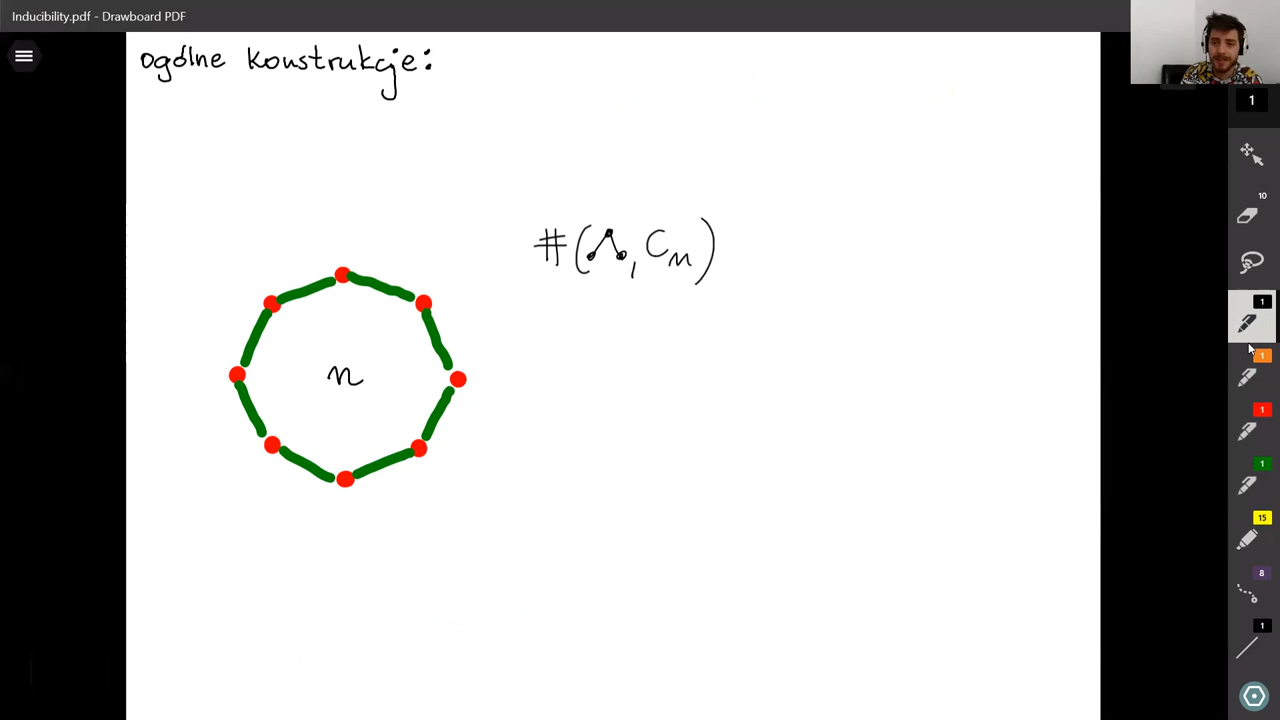 Inducibility.pdf - Drawboard PDF
ogólne konstrukcje:
1
10
#(, Cn)
1
1
n
1
1
15
8
1